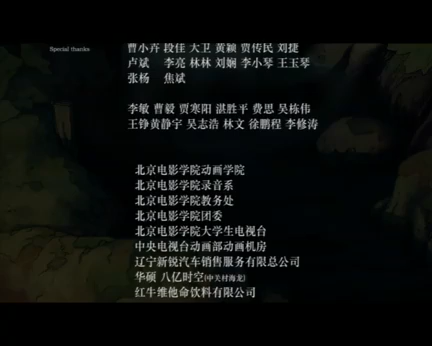 Special thanks
曹小卉 段佳 大卫 黄颖 贾传民 刘捷
卢斌 李亮 林林 刘娴 李小琴 王玉琴
张杨 焦斌
李敏 曹毅 贾寒阳 湛胜平 费思 吴栋伟
王铮黄静宇 吴志浩 林文 徐鹏程 李修涛
北京电影学院动画学院
北京电影学院录音系
北京电影学院教务处
北京电影学院团委
北京电影学院大学生电视台
中央电视台动画部动画机房
辽宁新锐汽车销售服务有限总公司
华硕 八亿时空(中关村海龙)
红牛维他命饮料有限公司